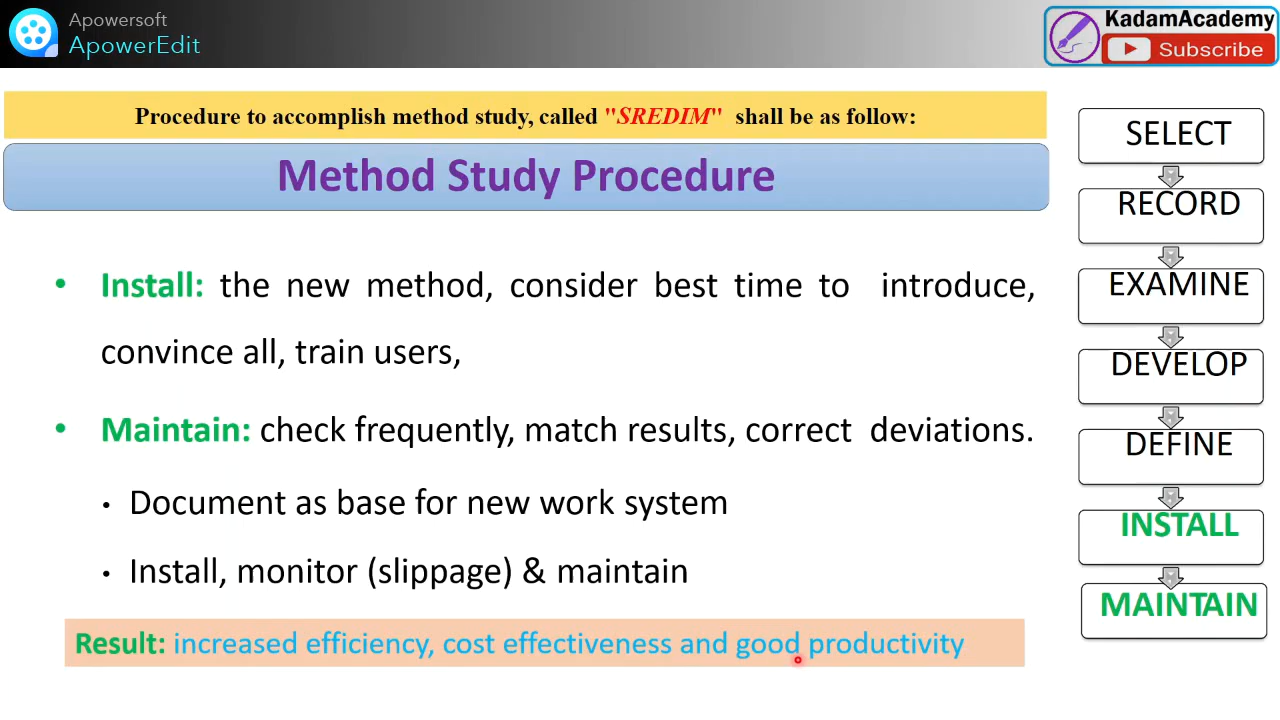 Apowersoft
ApowerEdit
KadamAcademy
Subscribe
Procedure to accomplish method study, called "SREDIM" shall be as follow:
Method Study Procedure
• Install: the new method, consider best time to introduce,
convince all, train users,
• Maintain: check frequently, match results, correct deviations.
• Document as base for new work system
• Install, monitor (slippage) & maintain
Result: increased efficiency, cost effectiveness and good productivity
SELECT
RECORD
EXAMINE
DEVELOP
DEFINE
INSTALL
MAINTAIN